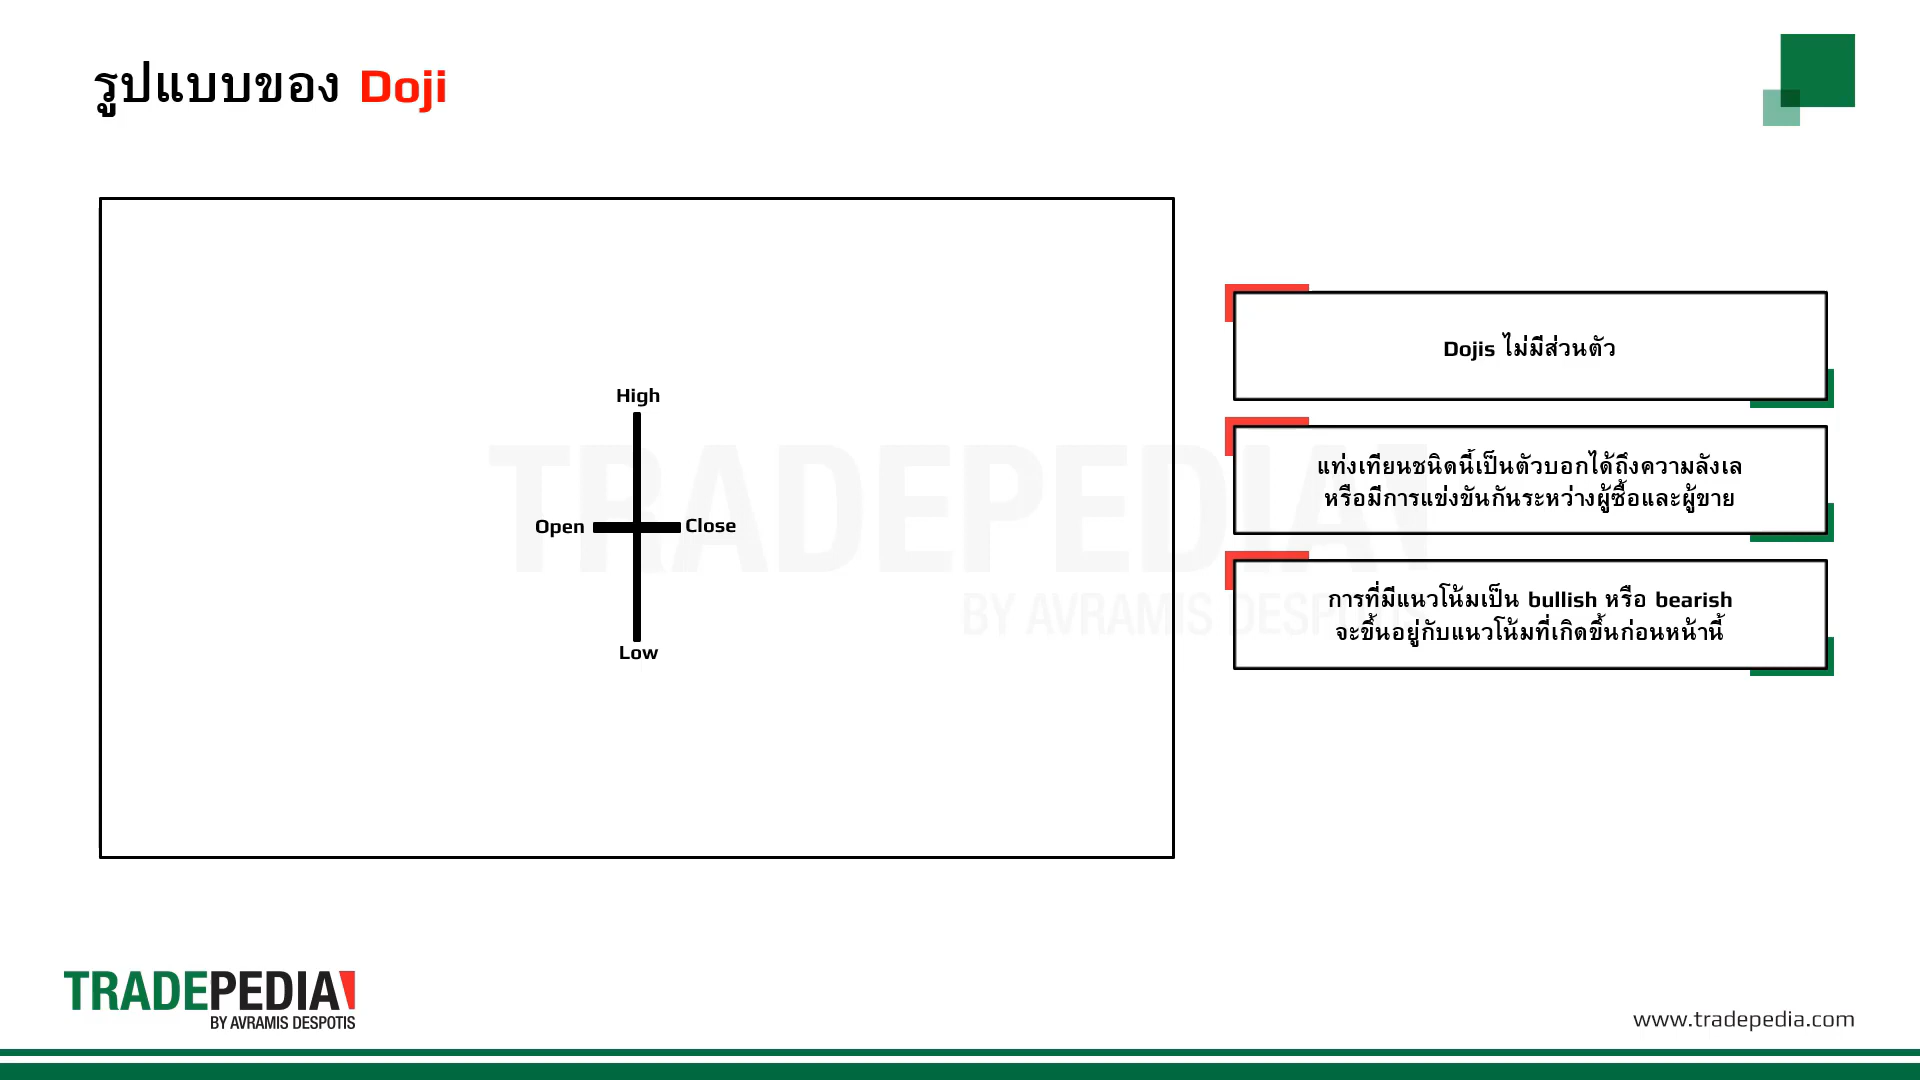 รูปแบบของ Doji
High
Open
Close
Low
Dojis ไม่มีส่วนตัว
แท่งเทียนชนิดนี้เป็นตัวบอกได้ถึงความลังเล
หรือมีการแข่งขันกันระหว่างผู้ซื้อและผู้ขาย
การที่มีแนวโน้มเป็น bullish หรือ bearish
จะขึ้นอยู่กับแนวโน้มที่เกิดขึ้นก่อนหน้านี้
TRADEPEDIA
BY AVRAMIS DESPOTIS
TRADEPEDIA
BY AVRAMIS DESPOTIS
www.tradepedia.com